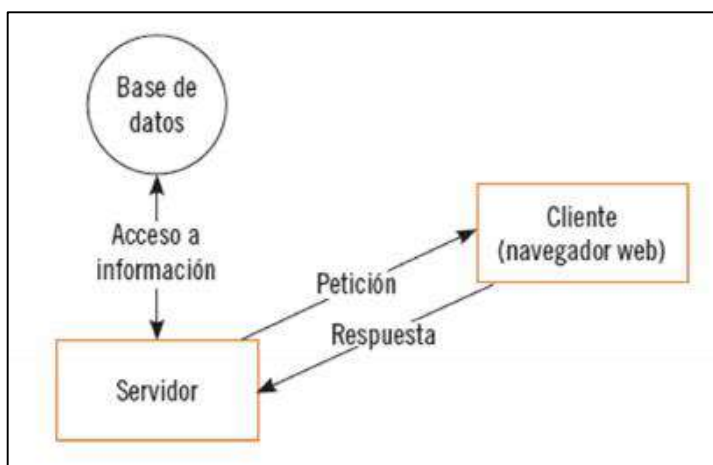 Base de
datos
Acceso a
información
Cliente
(navegador web)
Petición
Respuesta
Servidor